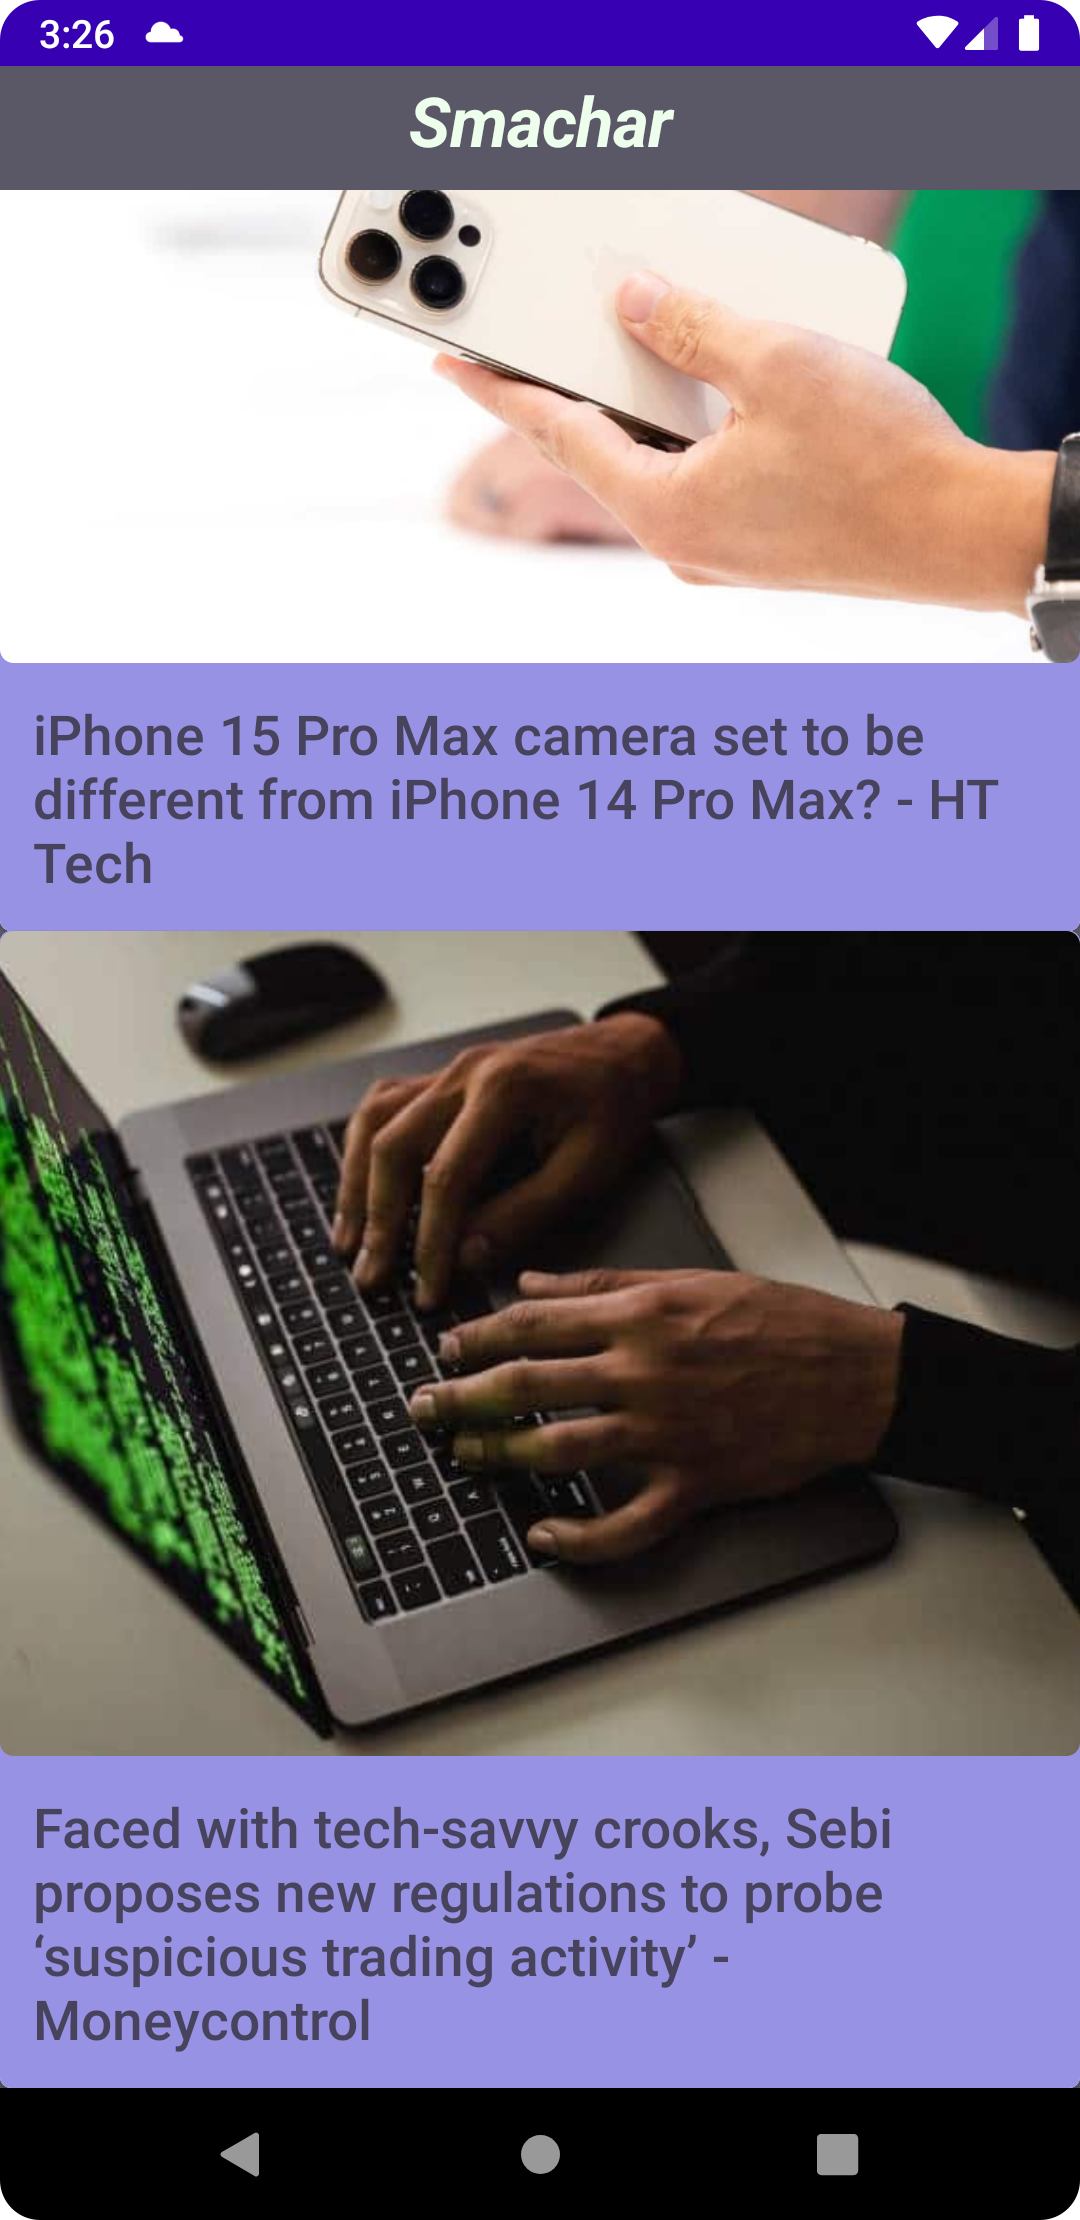 3:26
Smachar
iPhone 15 Pro Max camera set to be
different from iPhone 14 Pro Max? - HT
Tech
Faced with tech-savvy crooks, Sebi
proposes new regulations to probe
‘suspicious trading activity’ -
Moneycontrol